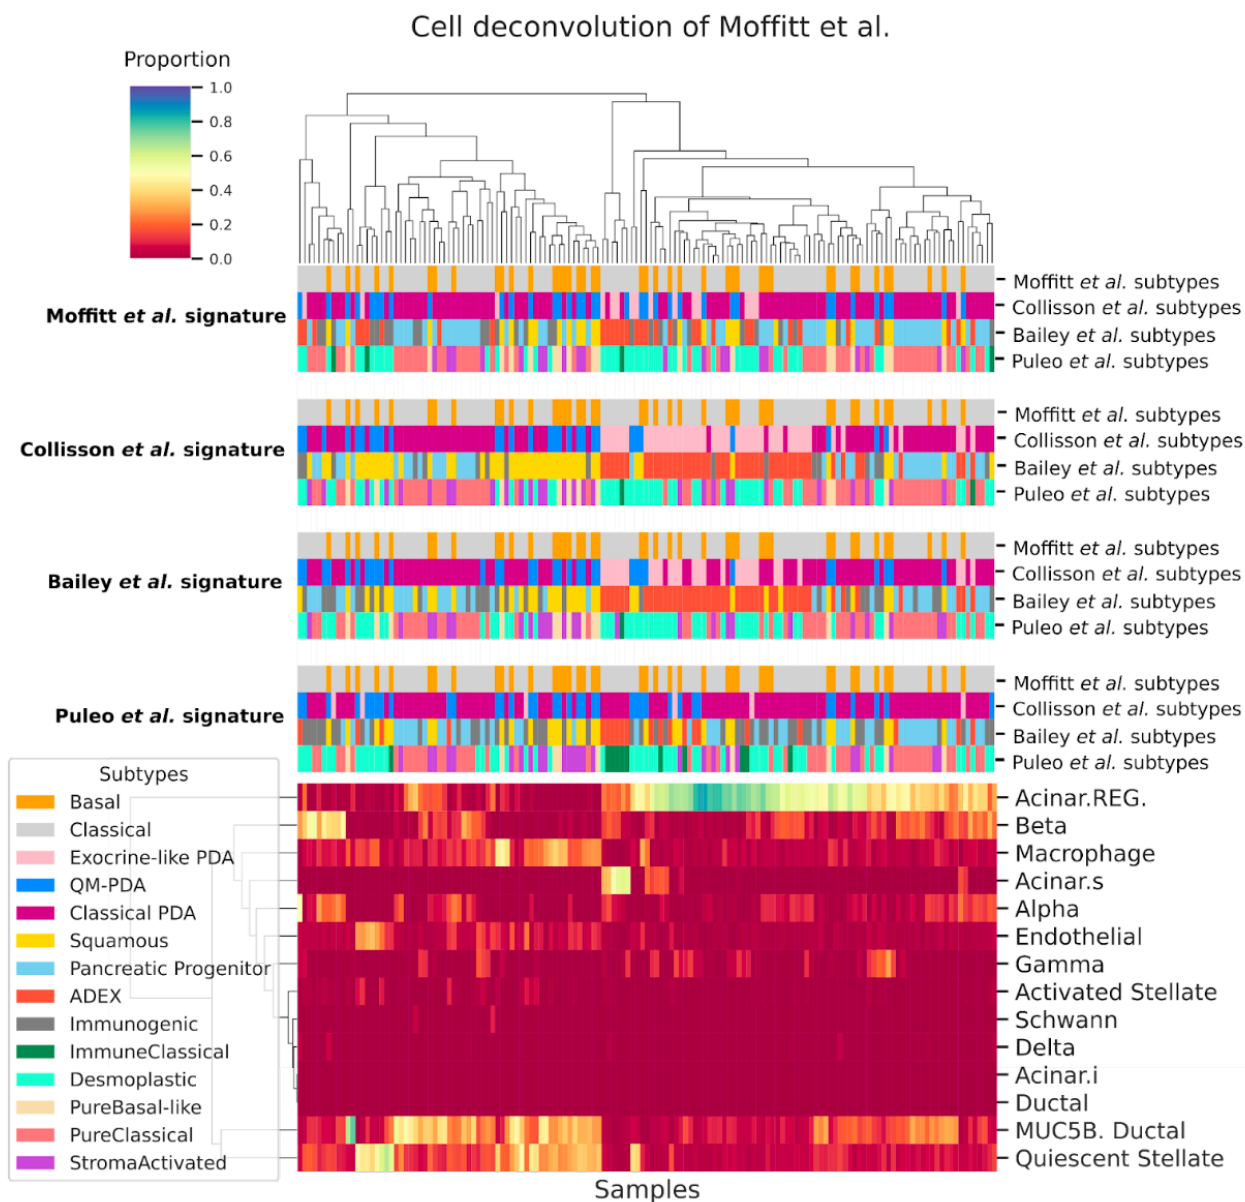 Cell deconvolution of Moffitt et al.
Proportion
1.0
0.8
0.6
0.4
0.2
0.0
Moffitt et al. signature
Moffitt et al. subtypes
Collisson et al. subtypes
Bailey et al. subtypes
Puleo et al. subtypes
Collisson et al. signature
Moffitt et al. subtypes
Collisson et al. subtypes
Bailey et al. subtypes
Puleo et al. subtypes
Bailey et al. signature
Moffitt et al. subtypes
Collisson et al. subtypes
Bailey et al. subtypes
Puleo et al. subtypes
Puleo et al. signature
Moffitt et al. subtypes
Collisson et al. subtypes
Bailey et al. subtypes
Puleo et al. subtypes
Subtypes
Basal
Classical
Exocrine-like PDA
QM-PDA
Classical PDA
Squamous
Pancreatic Progenitor
ADEX
Immunogenic
ImmuneClassical
Desmoplastic
PureBasal-like
PureClassical
StromaActivated
Acinar.REG.
Beta
Macrophage
Acinar.s
Alpha
Endothelial
Gamma
Activated Stellate
Schwann
Delta
Acinar.i
Ductal
MUC5B. Ductal
Quiescent Stellate
Samples